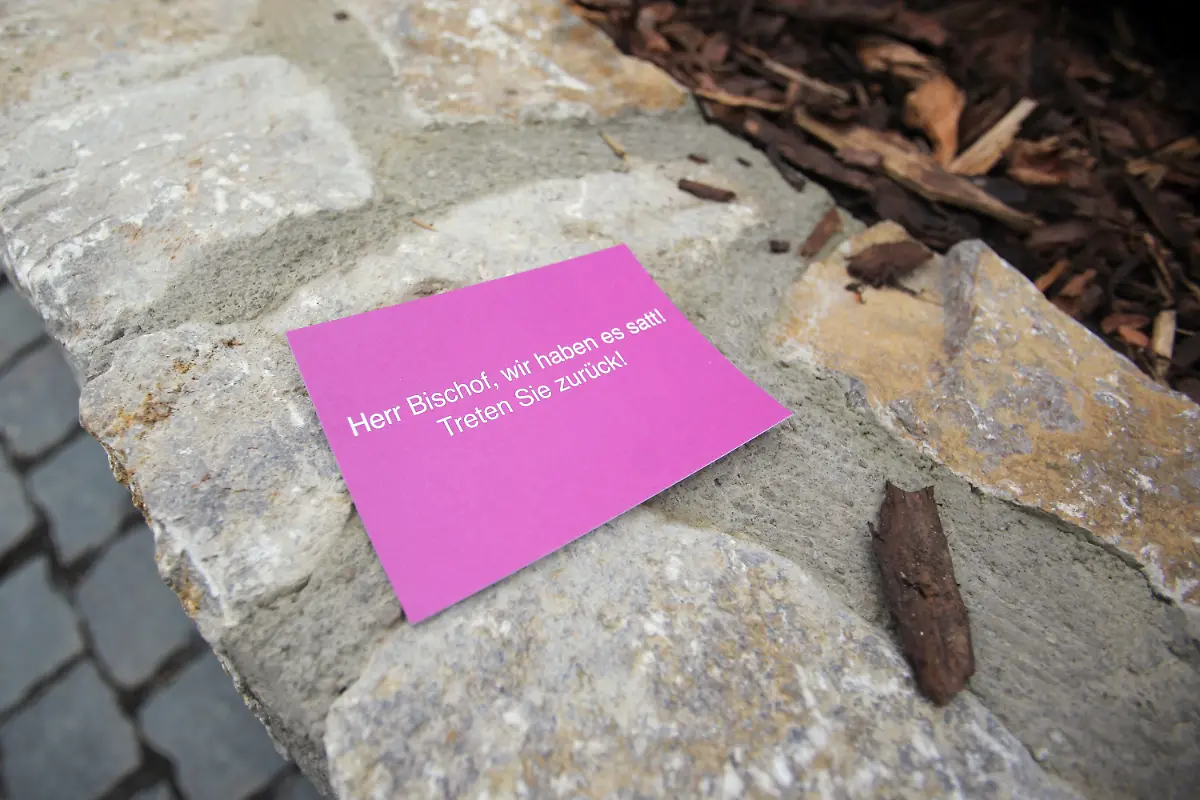 Herr Bischof, wir haben es satt!
Treten Sie zurück!